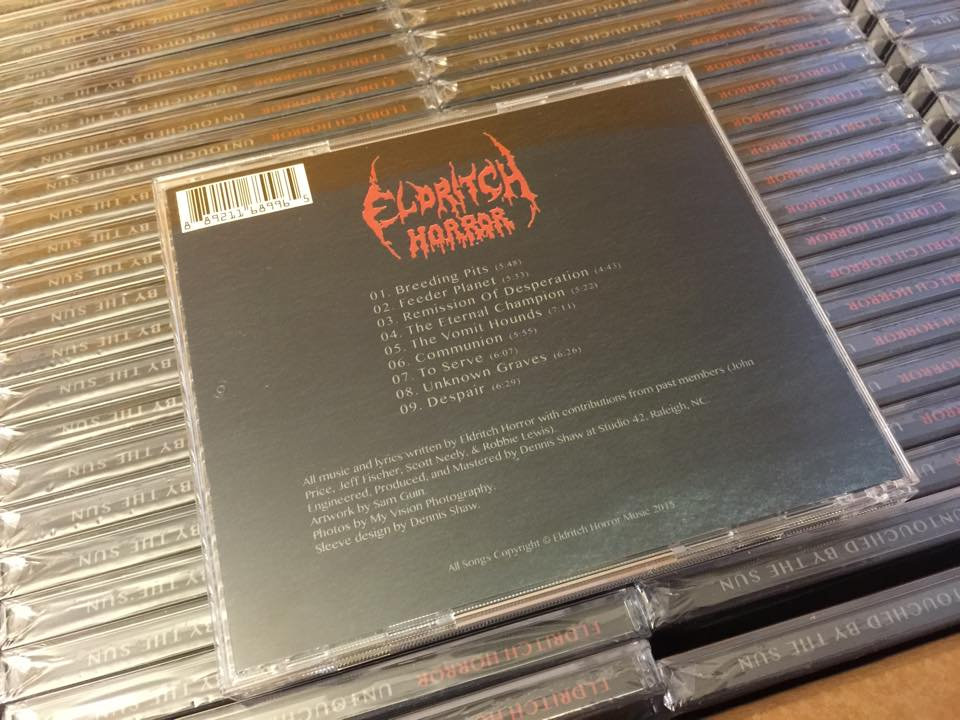 8 89211 68996 5
ELDRITCH
HORROR
01. Breeding Pits (5:48)
02. Feeder Planet (5:33)
03. Remission Of Desperation (4:43)
04. The Eternal Champion (5:22)
05. The Vomit Hounds (7:11)
06. Communion (5:55)
07. To Serve (6:07)
08. Unknown Graves (6:26)
09. Despair (6:29)
All music and lyrics written by Eldritch Horror with contributions from past members (John
Price, Jeff Fischer, Scott Neely, & Robbie Lewis).
Engineered, Produced, and Mastered by Dennis Shaw at Studio 42, Raleigh, NC.
Artwork by Sam Guin.
Photos by My Vision Photography.
Sleeve design by Dennis Shaw.
All Songs Copyright © Eldritch Horror Music 2015
ELDRITCH HORROR UNTOUCHED BY THE SUN